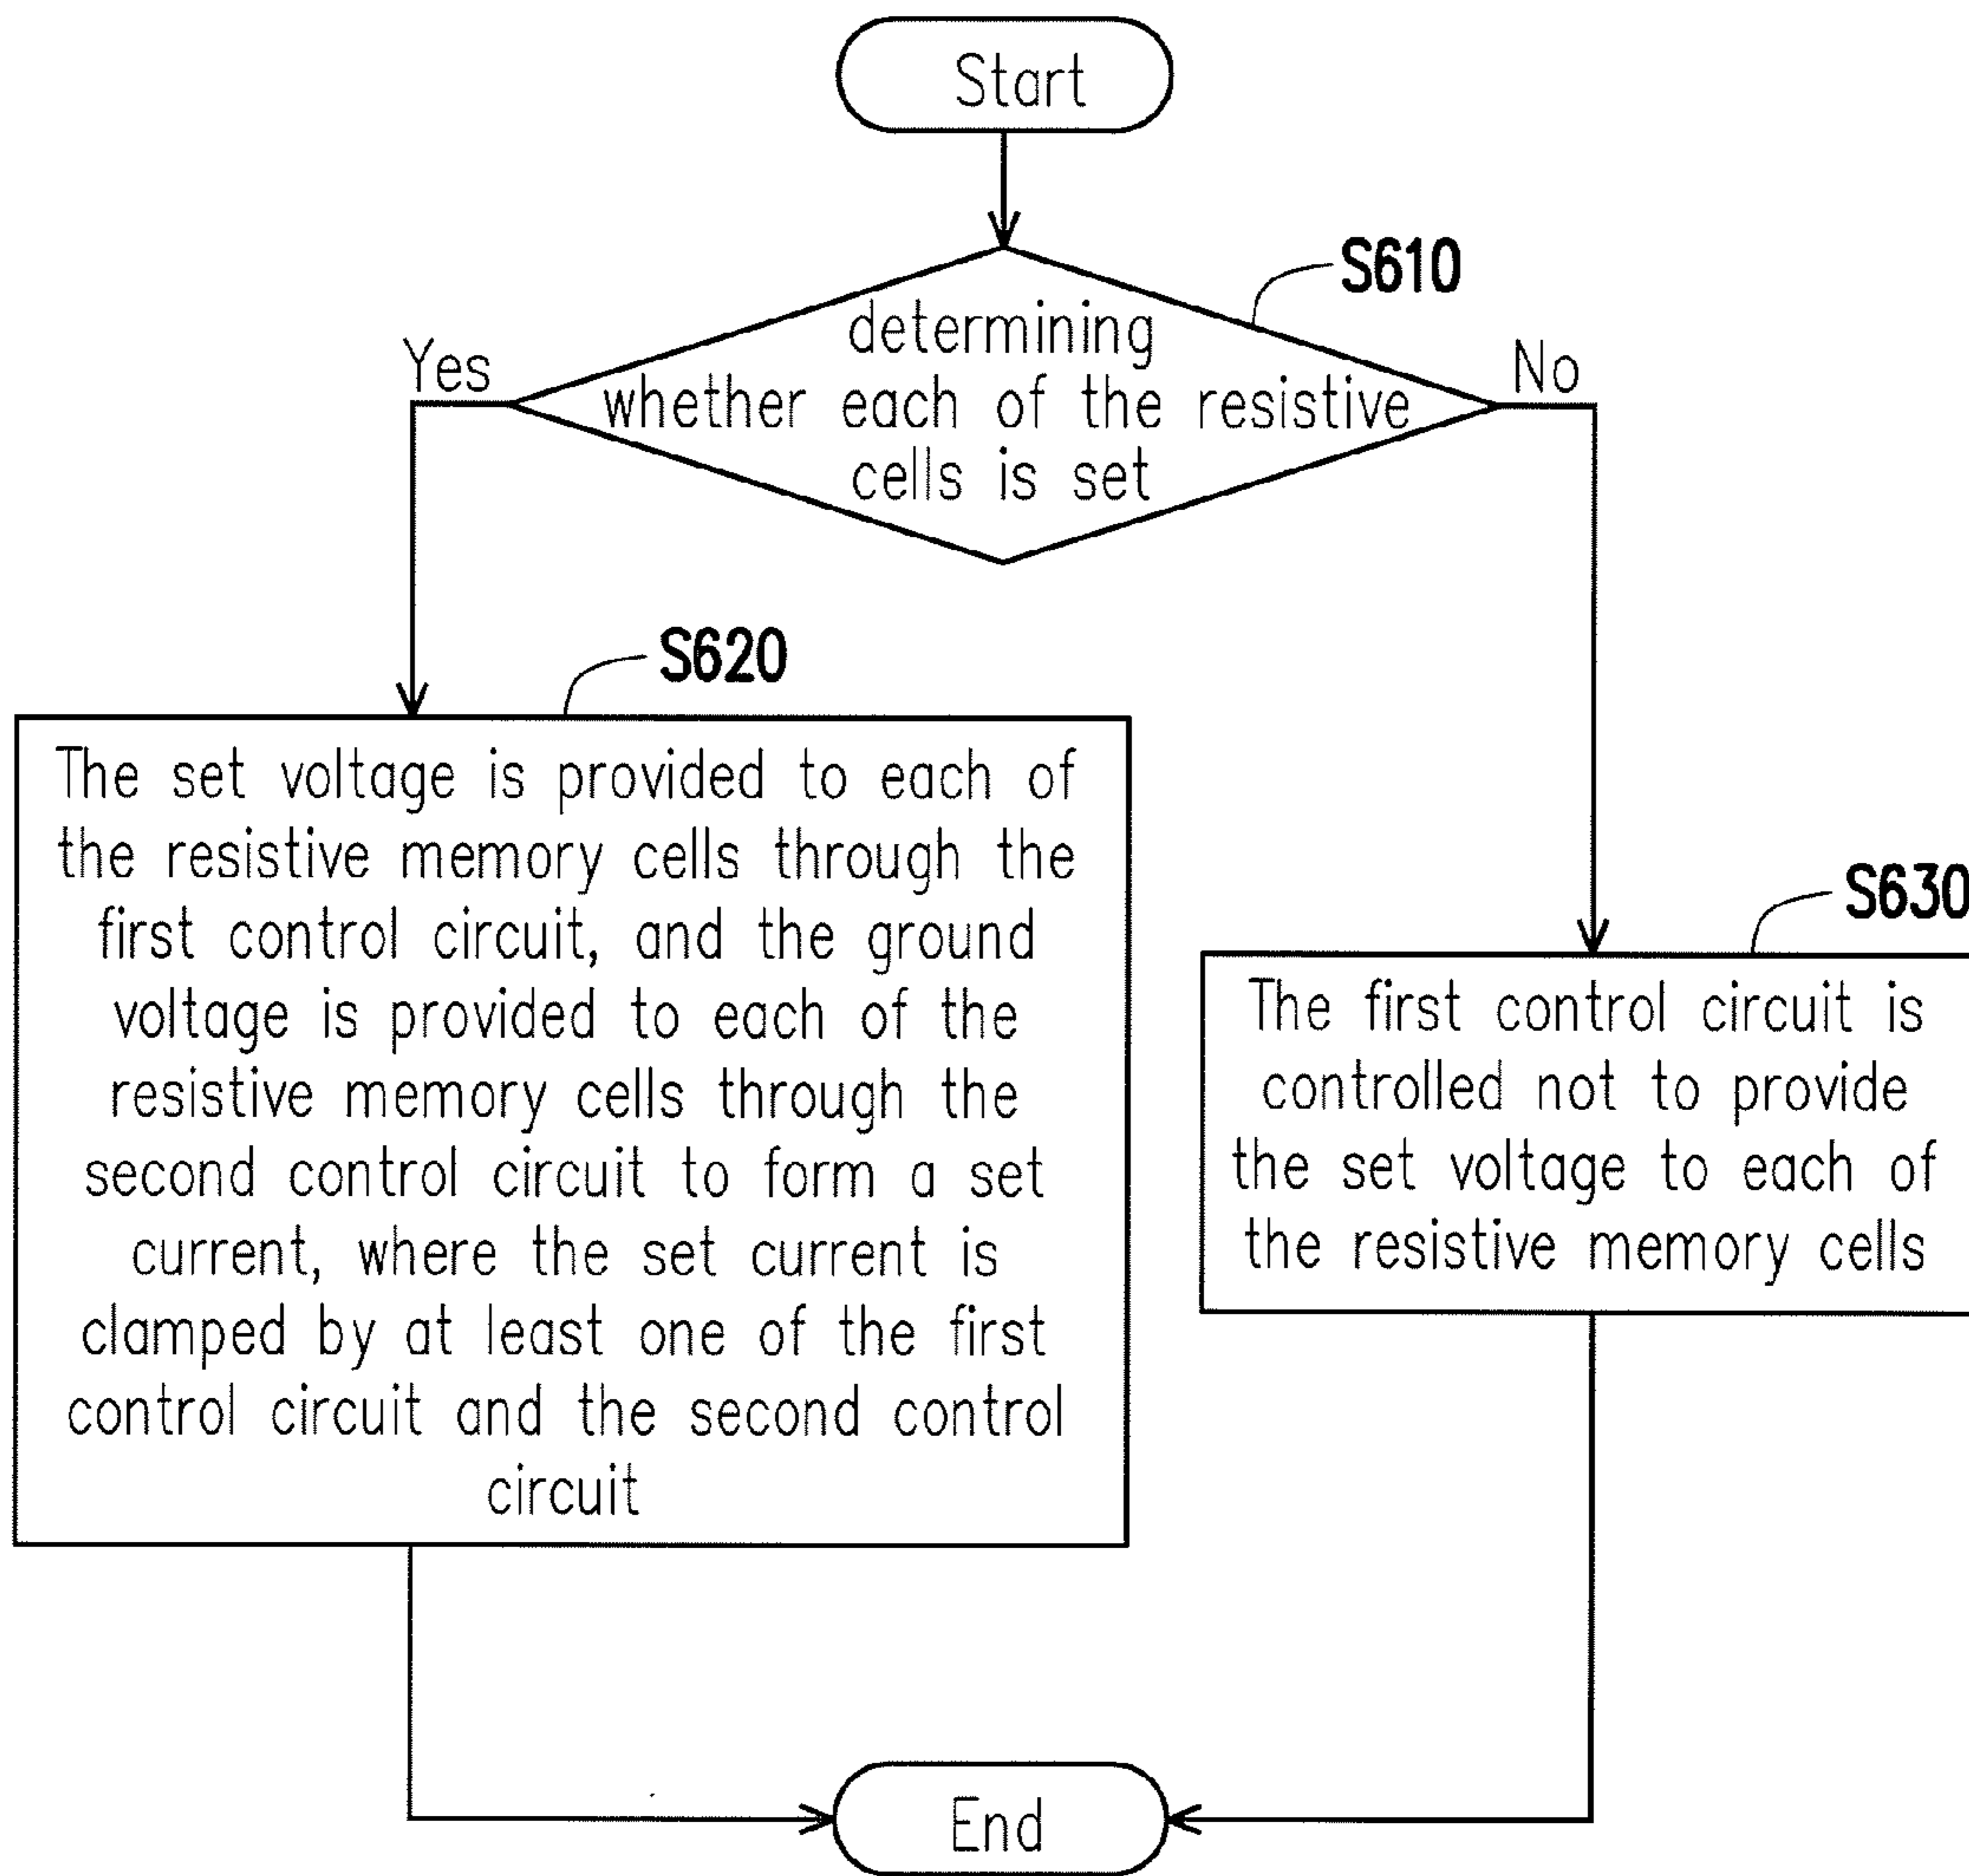 Start
S610
determining
Yes
No
whether each of the resistive
cells is set
S620
The set voltage is provided to each of
the resistive memory cells through the
first control circuit, and the ground
voltage is provided to each of the
resistive memory cells through the
second control circuit to form a set
current, where the set current is
clamped by at least one of the first
control circuit and the second control
circuit
S630
The first control circuit is
controlled not to provide
the set voltage to each of
the resistive memory cells
End